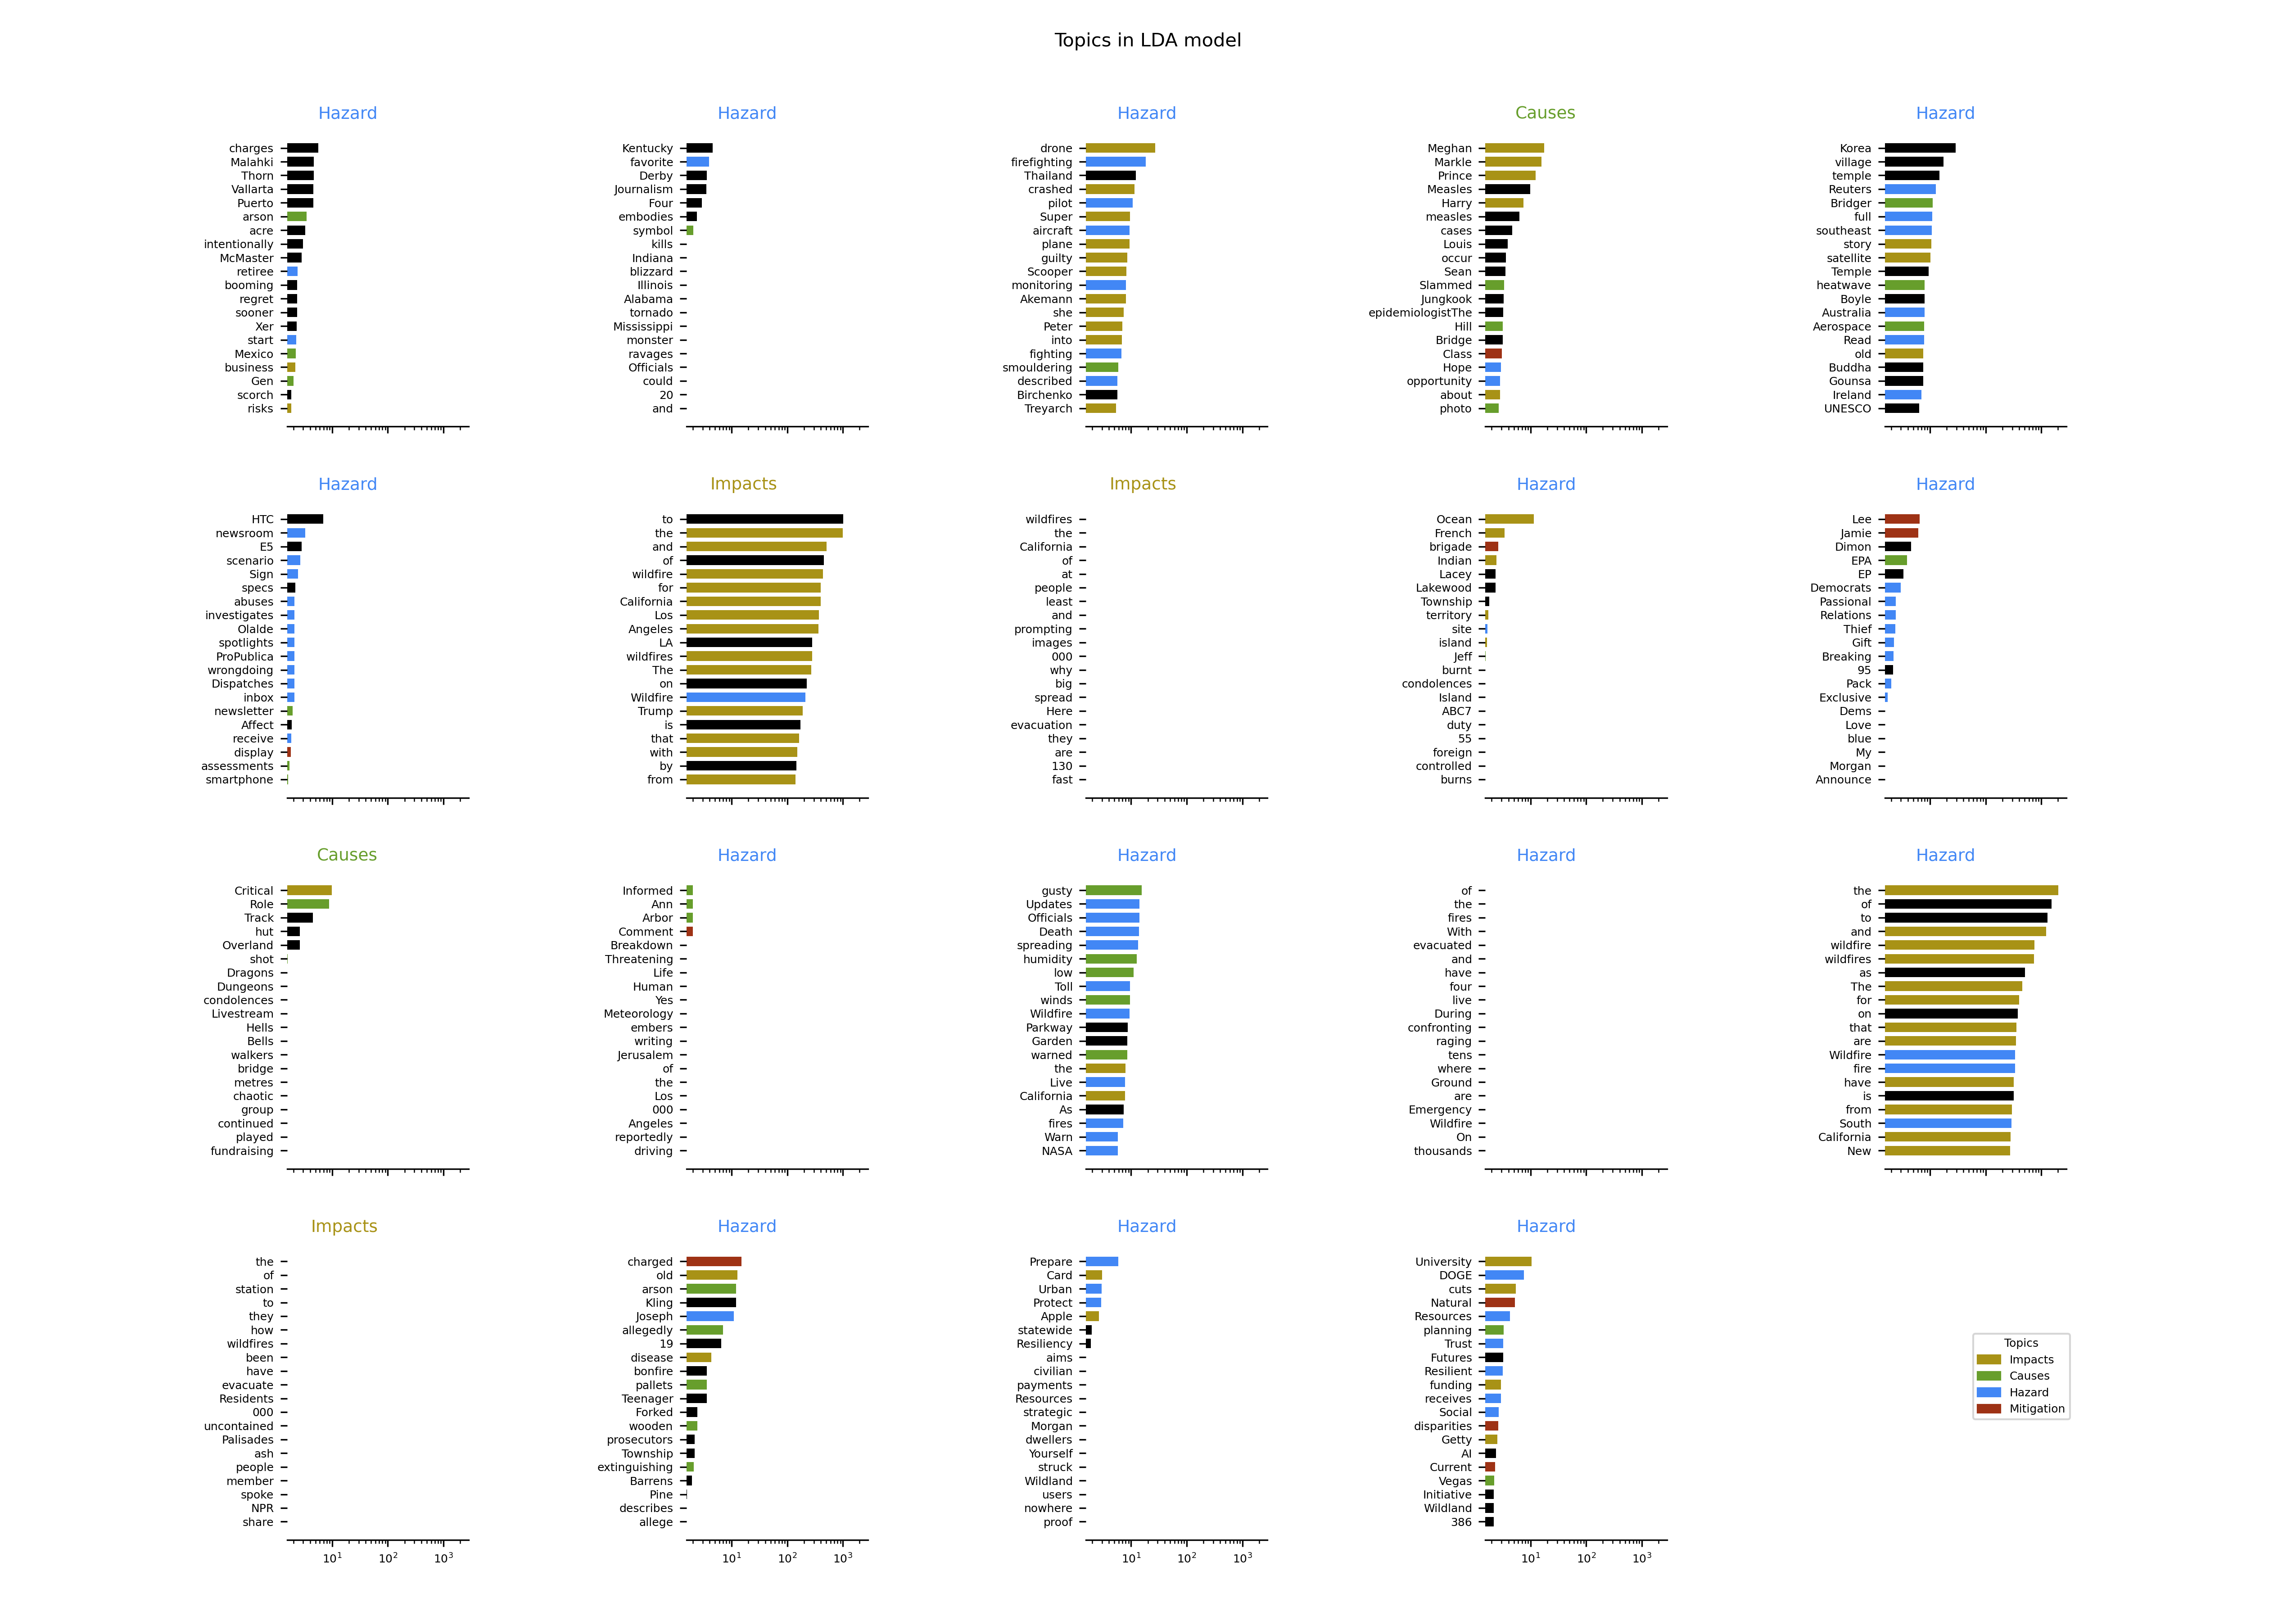 Topics in LDA model
Hazard
charges
Malahki
Thorn
Vallarta
Puerto
arson
acre
intentionally
McMaster
retiree
booming
regret
sooner
Xer
start
Mexico
business
Gen
scorch
risks
Hazard
Kentucky
favorite
Derby
Journalism
Four
embodies
symbol
kills
Indiana
blizzard
Illinois
Alabama
tornado
Mississippi
monster
ravages
Officials
could
20
and
Hazard
drone
firefighting
Thailand
crashed
pilot
Super
aircraft
plane
guilty
Scooper
monitoring
Akemann
she
Peter
into
fighting
smouldering
described
Birchenko
Treyarch
Causes
Meghan
Markle
Prince
Measles
Harry
measles
cases
Louis
occur
Sean
Slammed
Jungkook
epidemiologistThe
Hill
Bridge
Class
Hope
opportunity
about
photo
Hazard
Korea
village
temple
Reuters
Bridger
full
southeast
story
satellite
Temple
heatwave
Boyle
Australia
Aerospace
Read
old
Buddha
Gounsa
Ireland
UNESCO
Hazard
HTC
newsroom
E5
scenario
Sign
specs
abuses
investigates
Olalde
spotlights
ProPublica
wrongdoing
Dispatches
inbox
newsletter
Affect
receive
display
assessments
smartphone
Impacts
to
the
and
of
wildfire
for
California
Los
Angeles
LA
wildfires
The
on
Wildfire
Trump
is
that
with
by
from
Impacts
wildfires
the
California
of
at
people
least
and
prompting
images
000
why
big
spread
Here
evacuation
they
are
130
fast
Hazard
Ocean
French
brigade
Indian
Lacey
Lakewood
Township
territory
site
island
Jeff
burnt
condolences
Island
ABC7
duty
55
foreign
controlled
burns
Hazard
Lee
Jamie
Dimon
EPA
EP
Democrats
Passional
Relations
Thief
Gift
Breaking
95
Pack
Exclusive
Dems
Love
blue
My
Morgan
Announce
Causes
Critical
Role
Track
hut
Overland
shot
Dragons
Dungeons
condolences
Livestream
Hells
Bells
walkers
bridge
metres
chaotic
group
continued
played
fundraising
Hazard
Informed
Ann
Arbor
Comment
Breakdown
Threatening
Life
Human
Yes
Meteorology
embers
writing
Jerusalem
of
the
Los
000
Angeles
reportedly
driving
Hazard
gusty
Updates
Officials
Death
spreading
humidity
low
Toll
winds
Wildfire
Parkway
Garden
warned
the
Live
California
As
fires
Warn
NASA
Hazard
of
the
fires
With
evacuated
and
have
four
live
During
confronting
raging
tens
where
Ground
are
Emergency
Wildfire
On
thousands
Hazard
the
of
to
and
wildfire
wildfires
as
The
for
on
that
are
Wildfire
fire
have
is
from
South
California
New
Impacts
the
of
station
to
they
how
wildfires
been
have
evacuate
Residents
000
uncontained
Palisades
ash
people
member
spoke
NPR
share
10¹ 10² 10³
Hazard
charged
old
arson
Kling
Joseph
allegedly
19
disease
bonfire
pallets
Teenager
Forked
wooden
prosecutors
Township
extinguishing
Barrens
Pine
describes
allege
10¹ 10² 10³
Hazard
Prepare
Card
Urban
Protect
Apple
statewide
Resiliency
aims
civilian
payments
Resources
strategic
Morgan
dwellers
Yourself
struck
Wildland
users
nowhere
proof
10¹ 10² 10³
Hazard
University
DOGE
cuts
Natural
Resources
planning
Trust
Futures
Resilient
funding
receives
Social
disparities
Getty
AI
Current
Vegas
Initiative
Wildland
386
10¹ 10² 10³
Topics
Impacts
Causes
Hazard
Mitigation